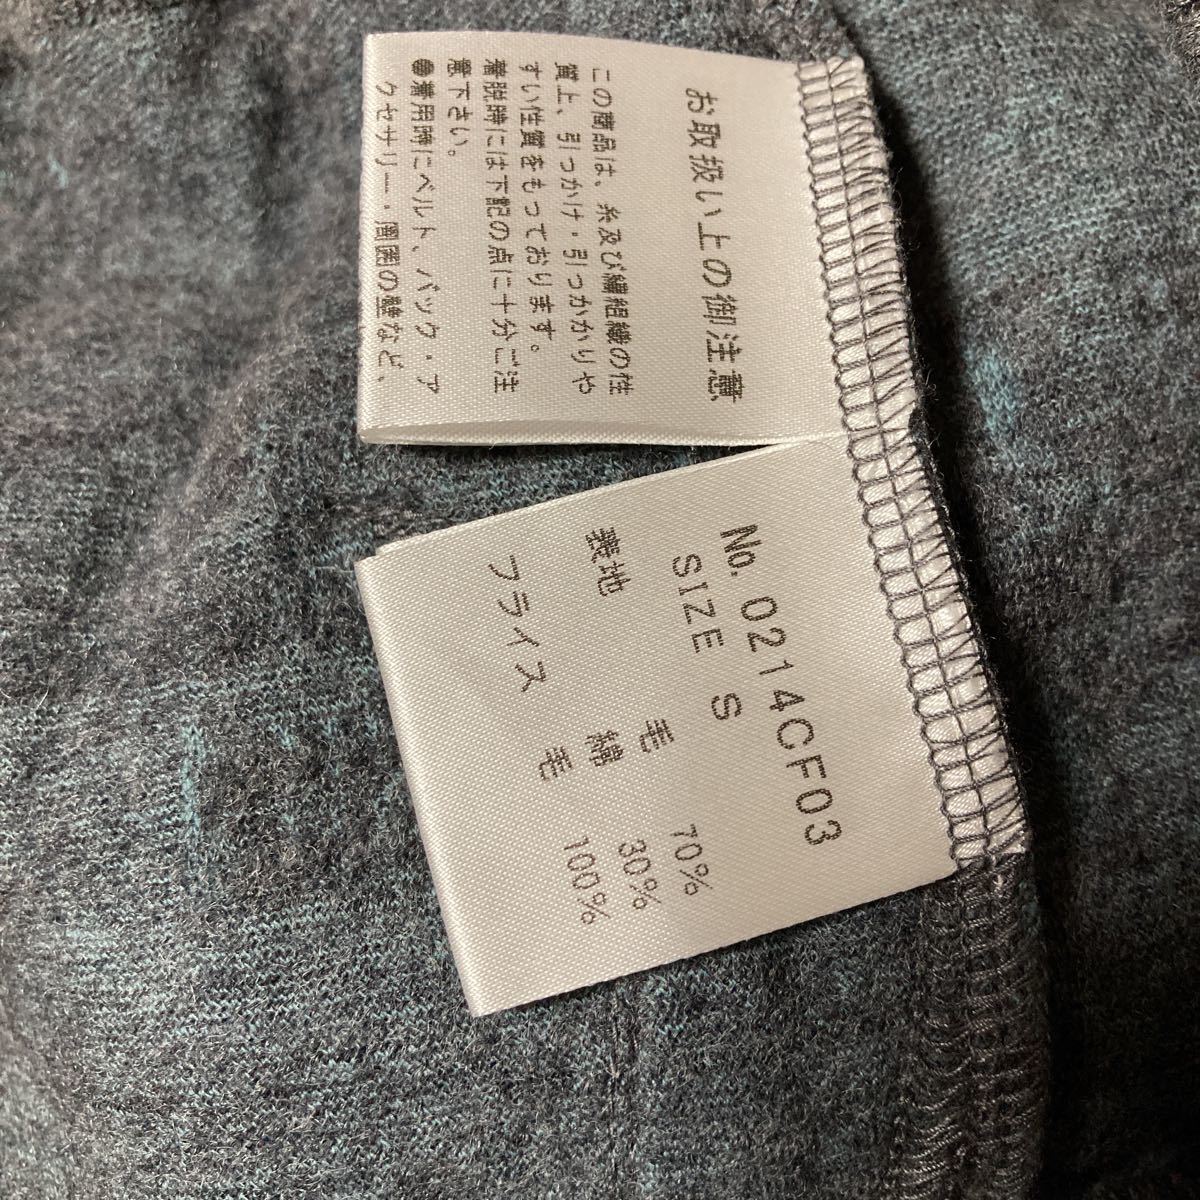 お取扱い上の御注意
この商品は、糸及び繊組織の性
質上、引っかけ・引っかかりや
すい性質をもっております。
着脱時には下記の点に十分ご注
意下さい。
●着用時にベルト、バック・ア
クセサリー・周囲の壁など、
No. 0214CF03
SIZE S
表地 毛 70%
綿 30%
フライス 毛 100%